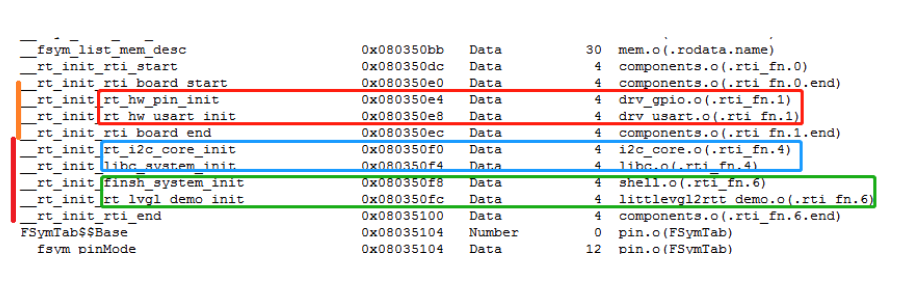 __fsym_list_mem_desc 0x080350bb Data 30 mem.o(.rodata.name)
__rt_init_rti_start 0x080350dc Data 4 components.o(.rti_fn.0)
__rt_init_rti_board_start 0x080350e0 Data 4 components.o(.rti_fn.0.end)
__rt_init_rt_hw_pin_init 0x080350e4 Data 4 drv_gpio.o(.rti_fn.1)
__rt_init_rt_hw_usart_init 0x080350e8 Data 4 drv_usart.o(.rti_fn.1)
__rt_init_rti_board_end 0x080350ec Data 4 components.o(.rti_fn.1.end)
__rt_init_rt_i2c_core_init 0x080350f0 Data 4 i2c_core.o(.rti_fn.4)
__rt_init_libc_system_init 0x080350f4 Data 4 libc.o(.rti_fn.4)
__rt_init_finsh_system_init 0x080350f8 Data 4 shell.o(.rti_fn.6)
__rt_init_rt_lvgl_demo_init 0x080350fc Data 4 littlevgl2rtt_demo.o(.rti_fn.6)
__rt_init_rti_end 0x08035100 Data 4 components.o(.rti_fn.6.end)
FSymTab$$Base 0x08035104 Number 0 pin.o(FSymTab)
__fsym_pinMode 0x08035104 Data 12 pin.o(FSymTab)